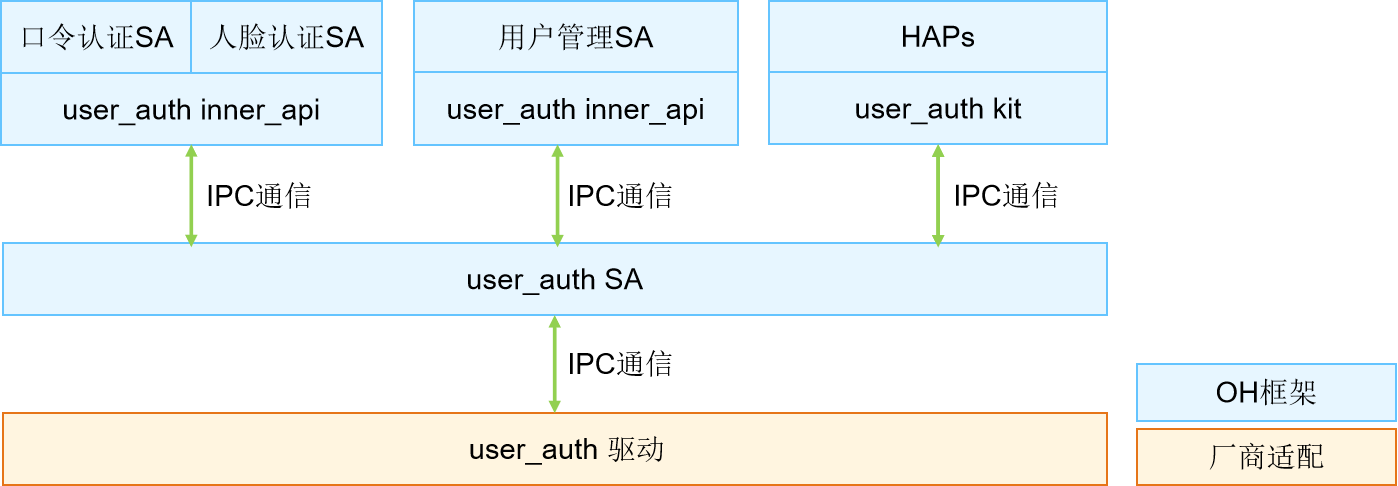 口令认证SA
人脸认证SA
用户管理SA
HAPs
user_auth inner_api
user_auth inner_api
user_auth kit
IPC通信
IPC通信
IPC通信
user_auth SA
IPC通信
OH框架
user_auth 驱动
厂商适配